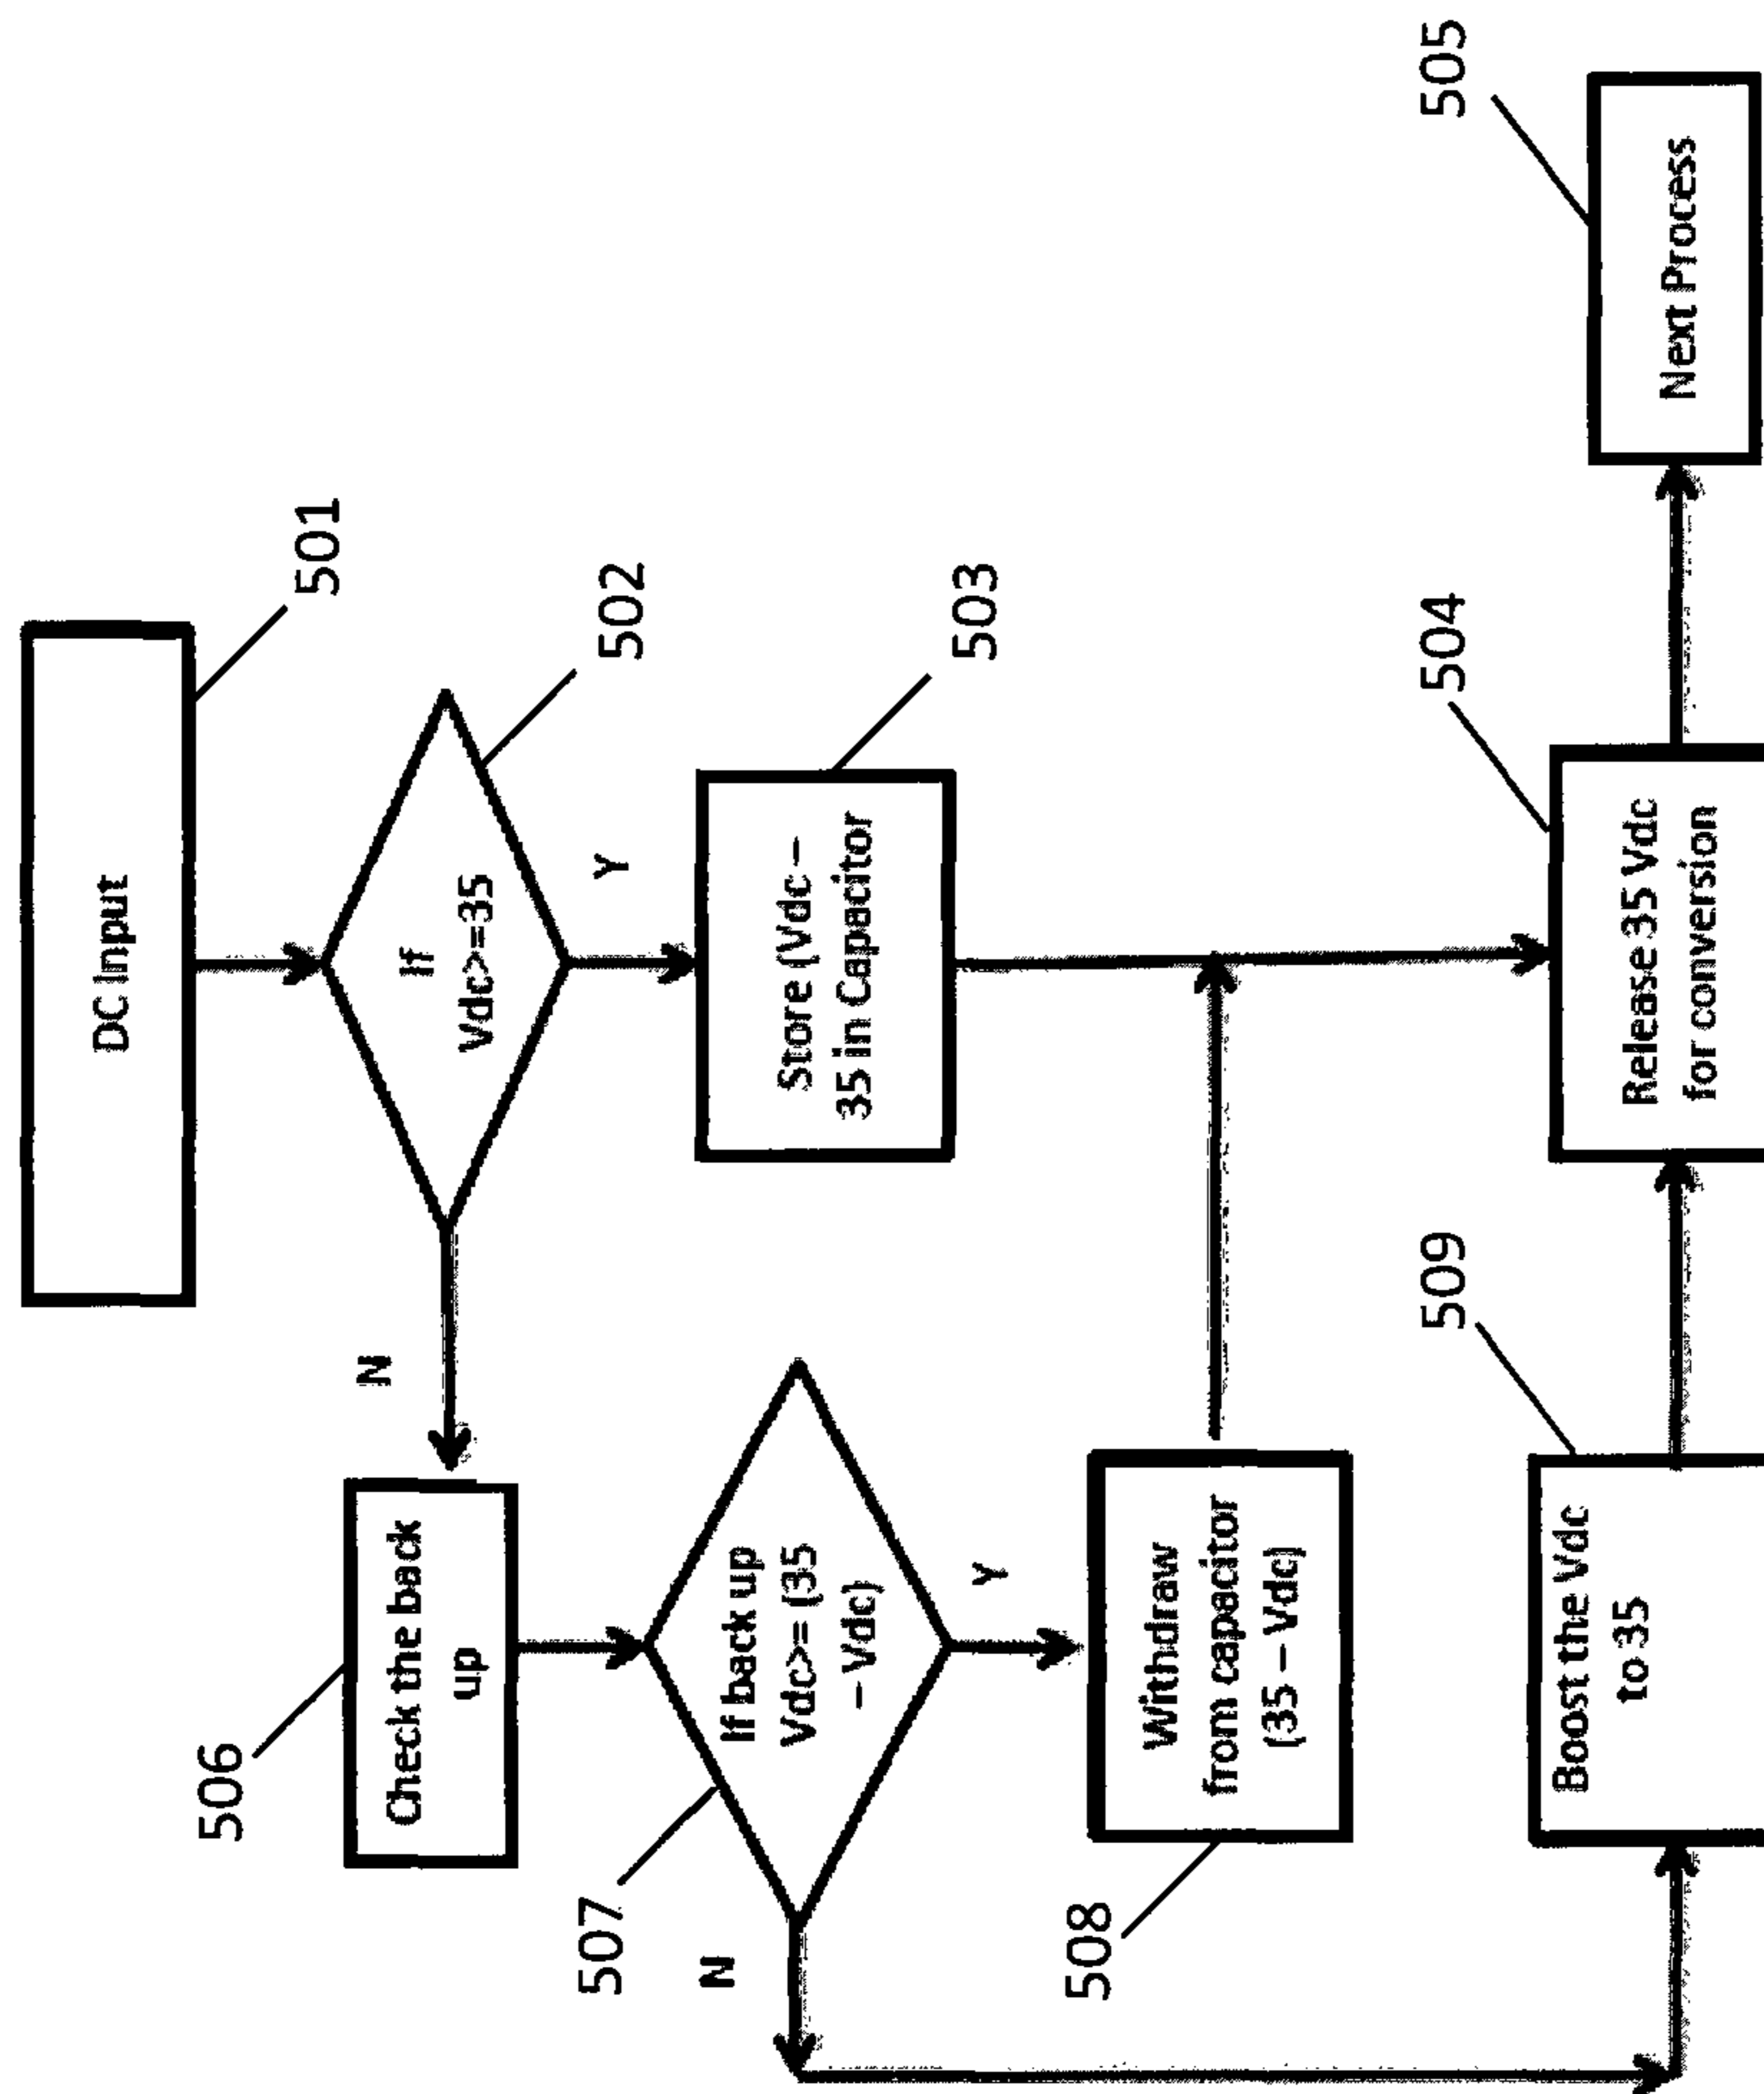 DC Input
501
If
Vdc>=35
502
N
Y
506
Check the back
up
Store (Vdc –
35 in Capacitor
503
507
If back up
Vdc>= (35
– Vdc)
N
Y
508
Withdraw
from capacitor
(35 – Vdc)
509
Boost the Vdc
to 35
504
Release 35 Vdc
for conversion
505
Next Process